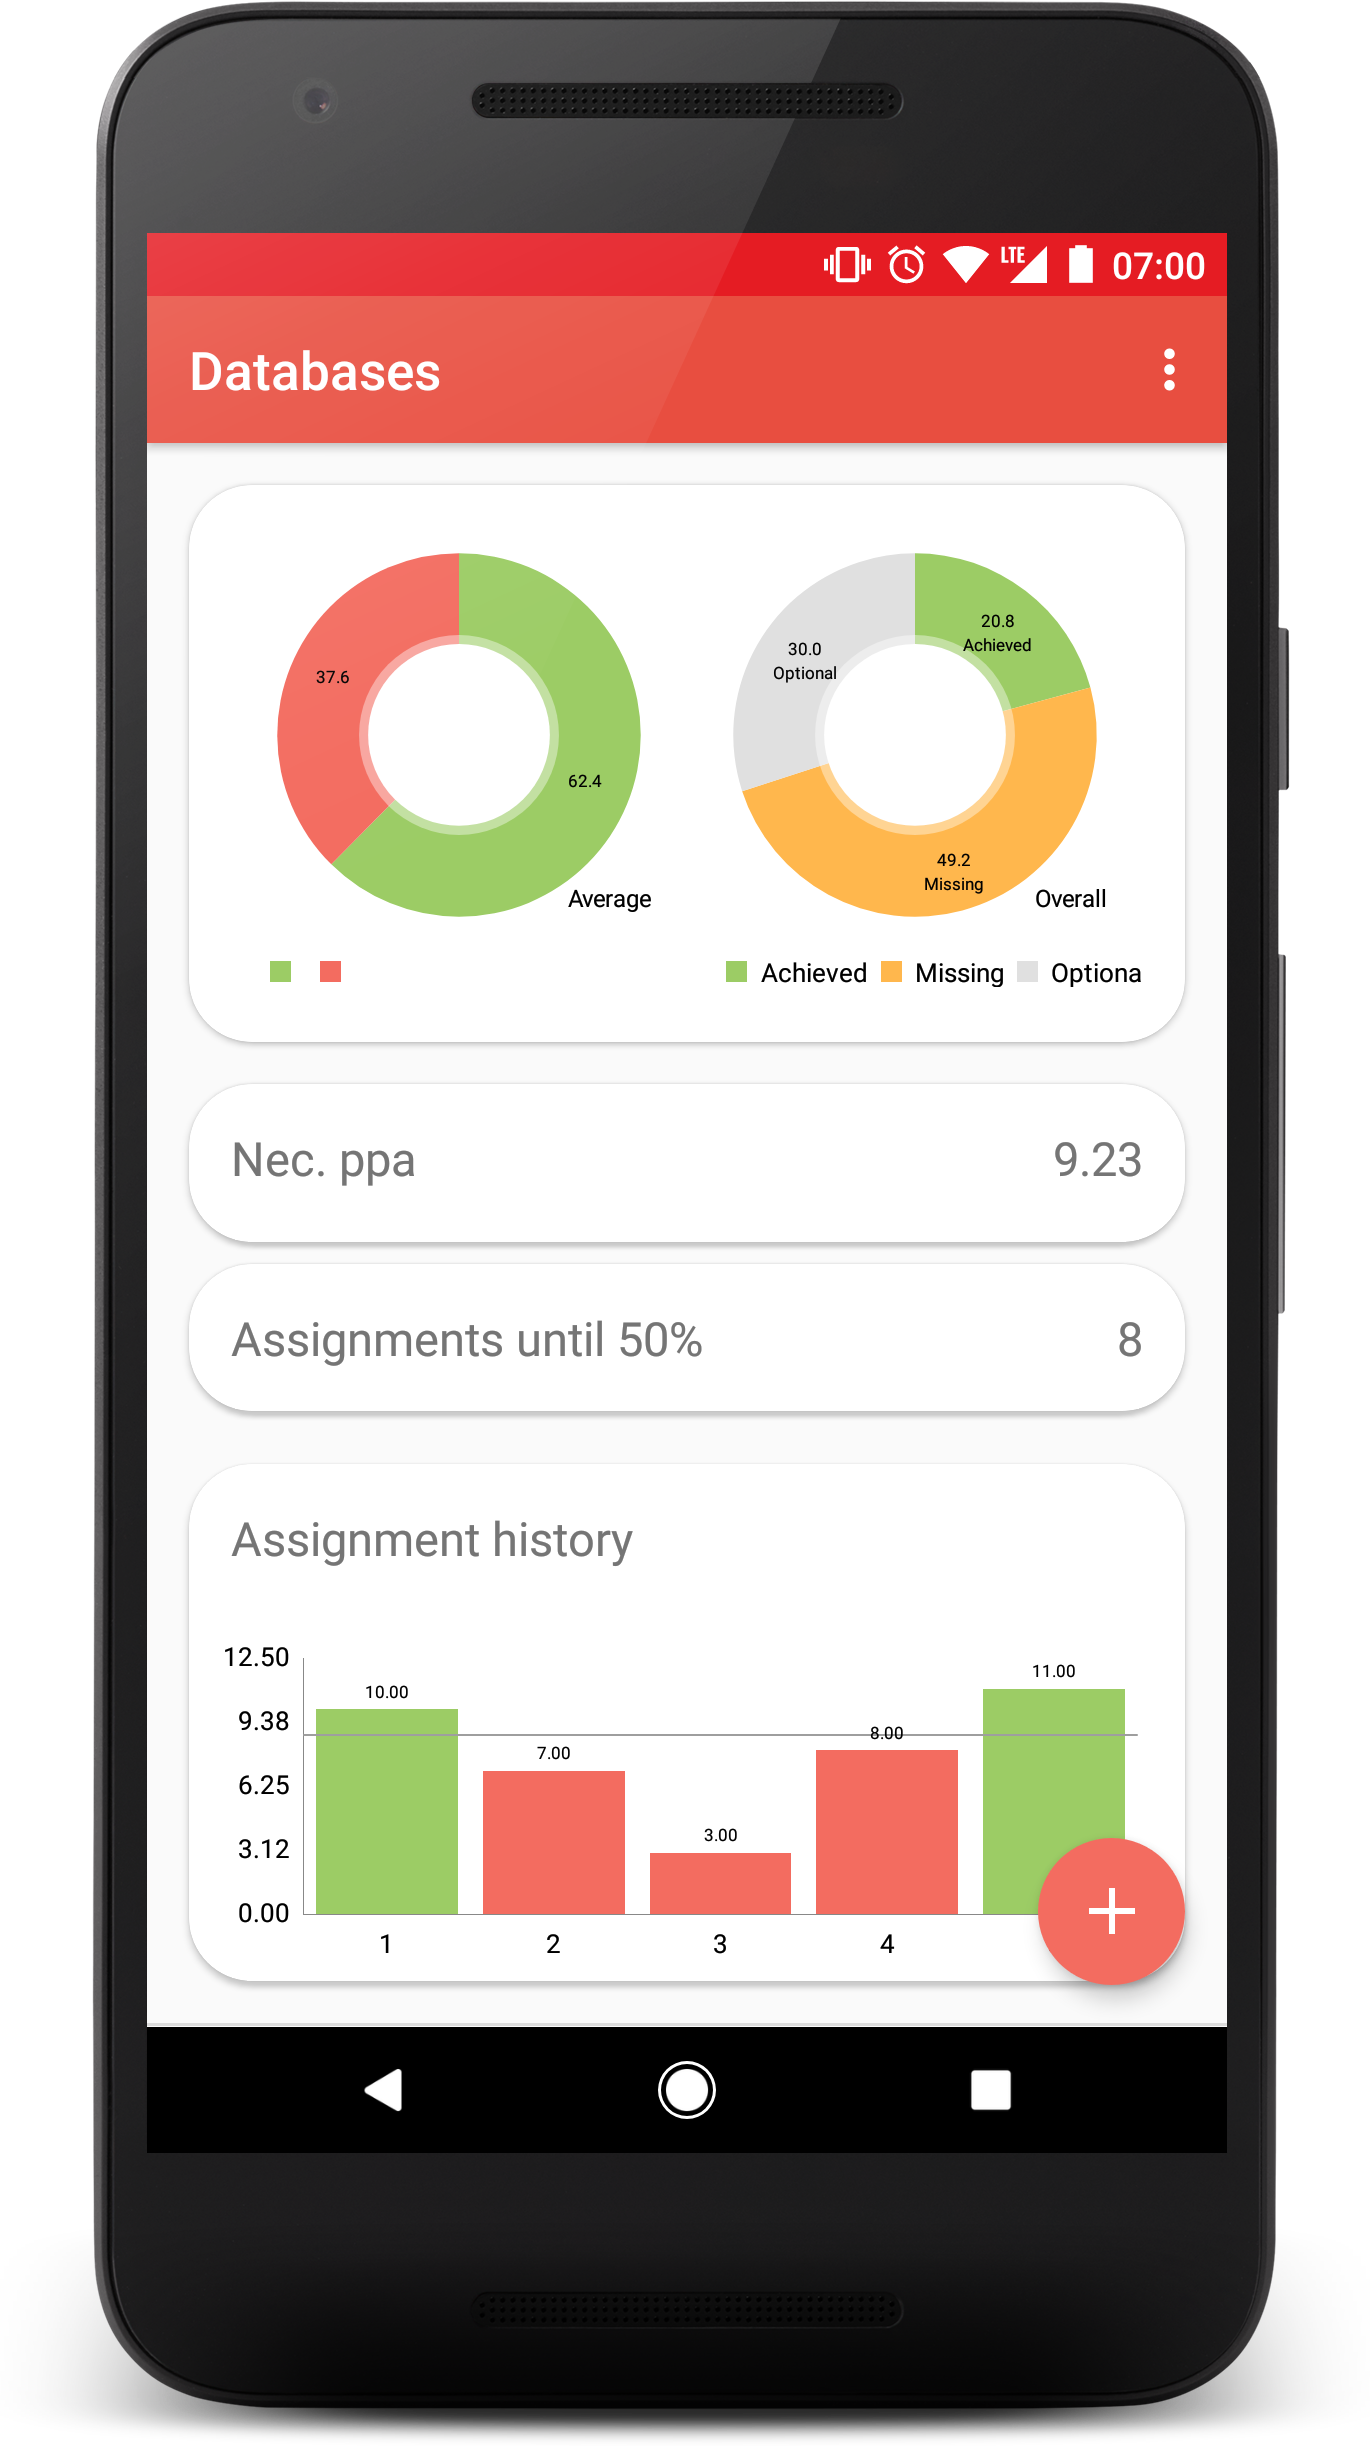 LTE 07:00
Databases
20.8
Achieved
30.0
Optional
37.6
62.4
49.2
Missing
Average
Overall
Achieved Missing Optiona
Nec. ppa 9.23
Assignments until 50% 8
Assignment history
12.50
11.00
10.00
9.38
8.00
7.00
6.25
3.12
3.00
0.00
1 2 3 4